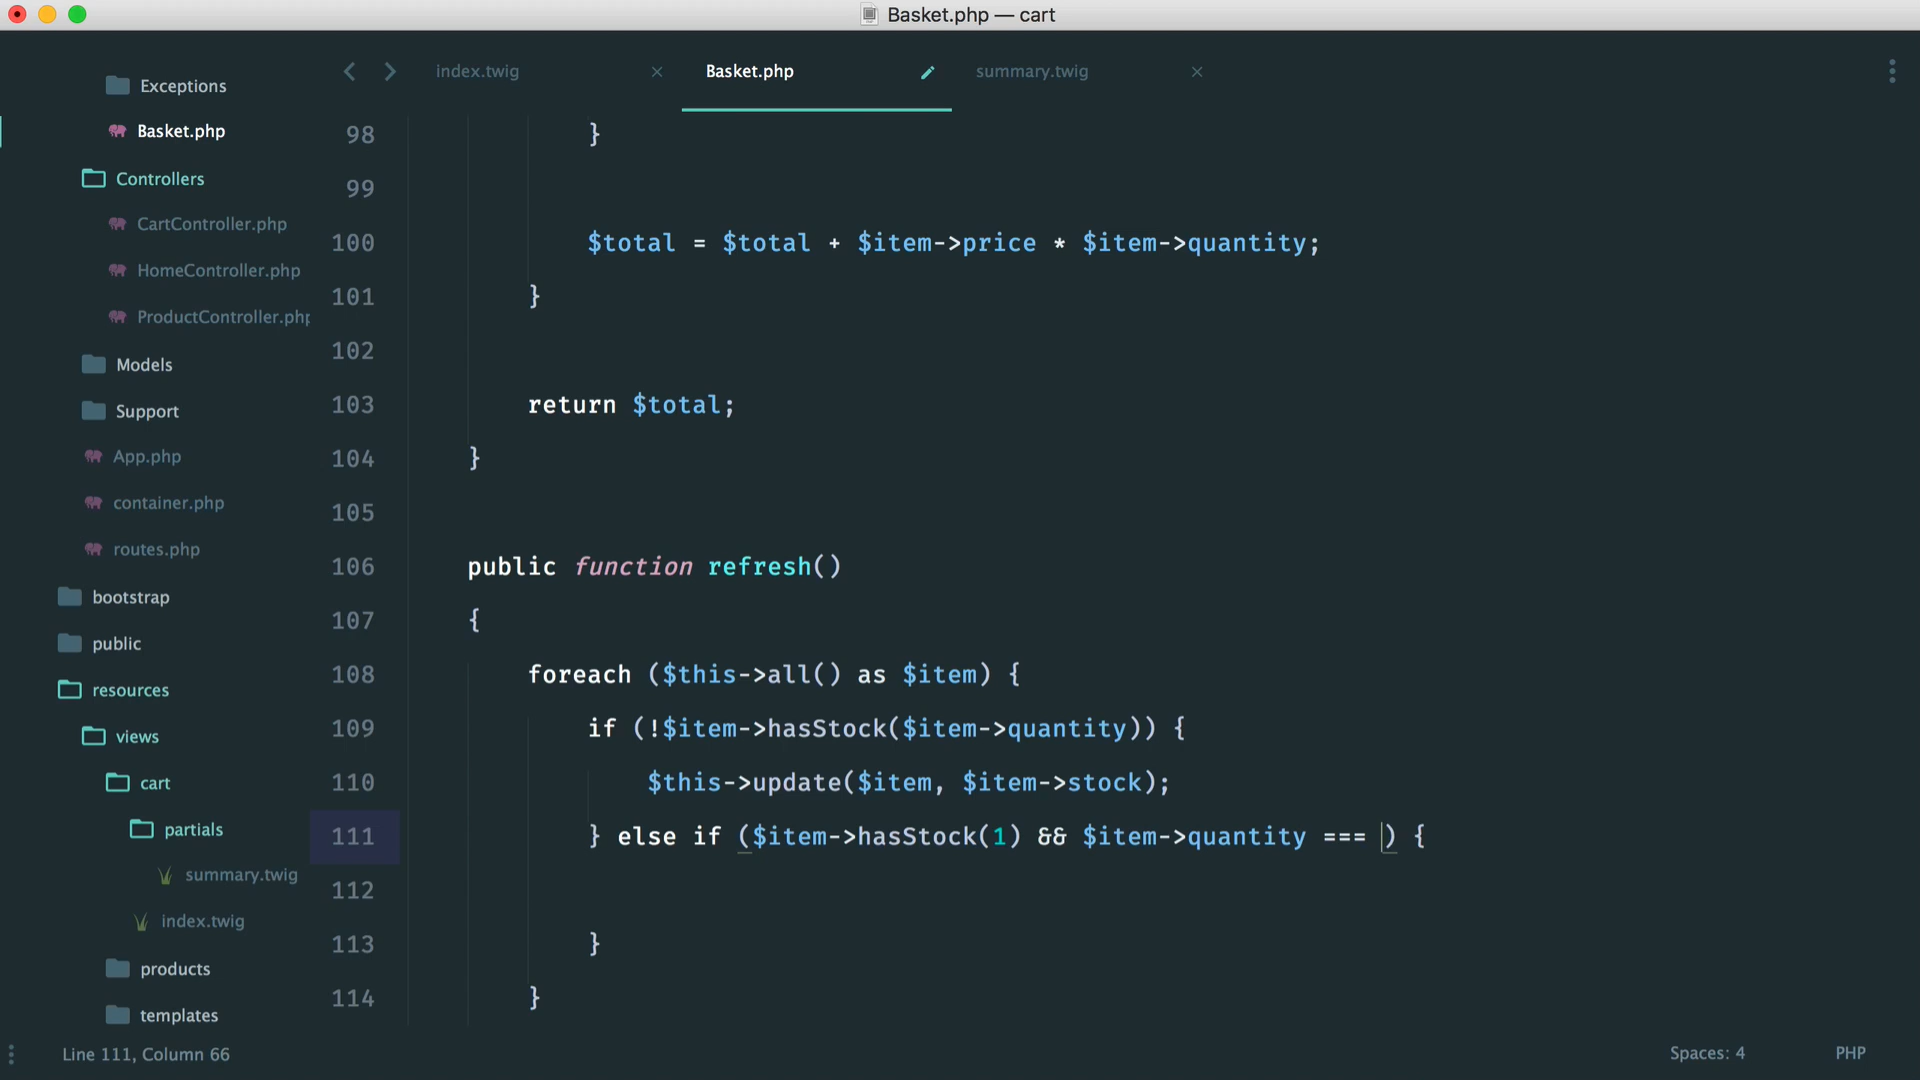 Basket.php — cart
Exceptions
Basket.php
Controllers
CartController.php
HomeController.php
ProductController.php
Models
Support
App.php
container.php
routes.php
bootstrap
public
resources
views
cart
partials
summary.twig
index.twig
products
templates
index.twig
Basket.php
summary.twig
98 }
99
100 $total = $total + $item->price * $item->quantity;
101 }
102
103 return $total;
104 }
105
106 public function refresh()
107 {
108 foreach ($this->all() as $item) {
109 if (!$item->hasStock($item->quantity)) {
110 $this->update($item, $item->stock);
111 } else if ($item->hasStock(1) && $item->quantity === ) {
112
113 }
114 }
Line 111, Column 66
Spaces: 4
PHP